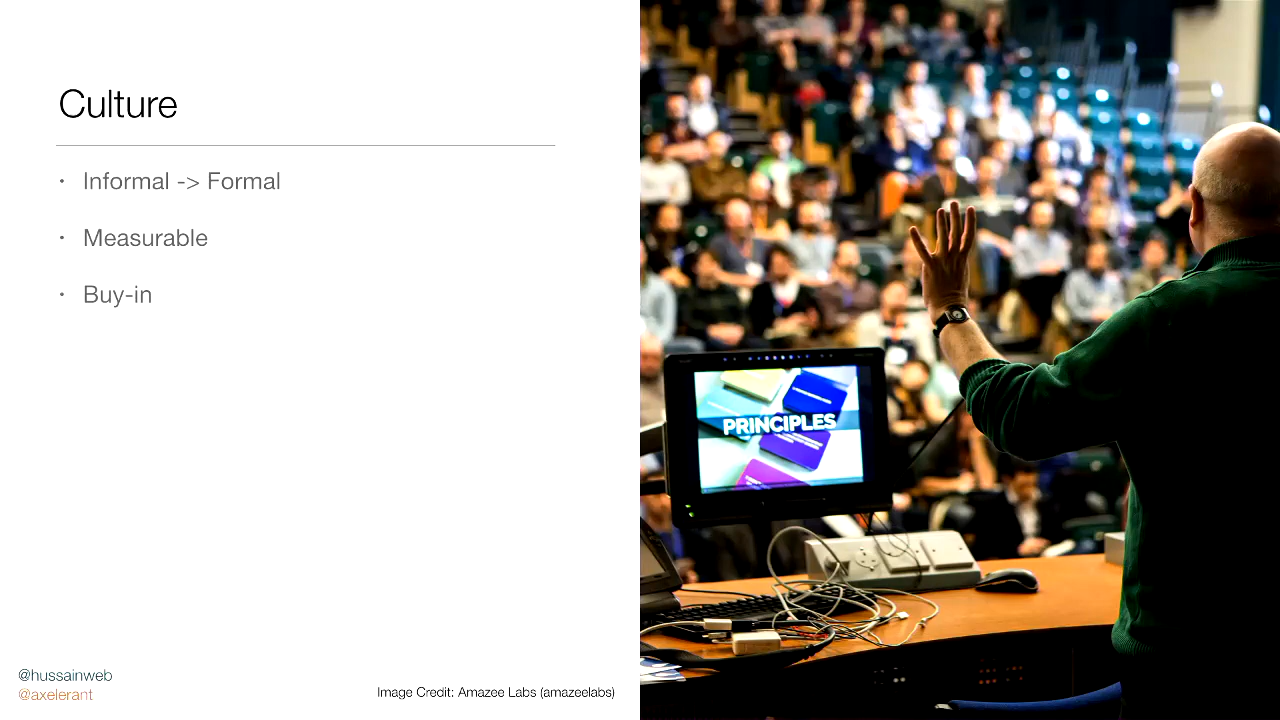 Culture
• Informal -> Formal
• Measurable
• Buy-in
PRINCIPLES
@hussainweb
@axelerant
Image Credit: Amazee Labs (amazeelabs)